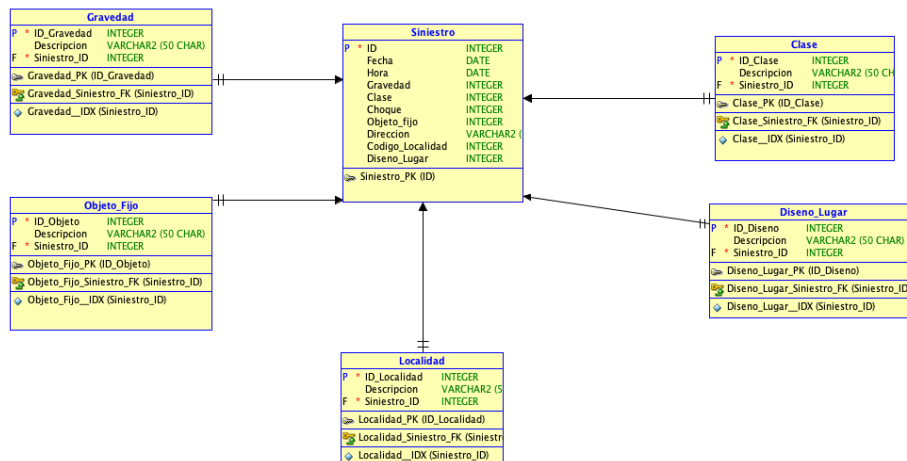 Gravedad
P * ID_Gravedad INTEGER
Descripcion VARCHAR2 (50 CHAR)
F * Siniestro_ID INTEGER
Gravedad_PK (ID_Gravedad)
Gravedad_Siniestro_FK (Siniestro_ID)
Gravedad__IDX (Siniestro_ID)
Siniestro
P * ID INTEGER
Fecha DATE
Hora DATE
Gravedad INTEGER
Clase INTEGER
Choque INTEGER
Objeto_fijo INTEGER
Direccion VARCHAR2 (
Codigo_Localidad INTEGER
Diseno_Lugar INTEGER
Siniestro_PK (ID)
Clase
P * ID_Clase INTEGER
Descripcion VARCHAR2 (50 CH
F * Siniestro_ID INTEGER
Clase_PK (ID_Clase)
Clase_Siniestro_FK (Siniestro_ID)
Clase__IDX (Siniestro_ID)
Objeto_Fijo
P * ID_Objeto INTEGER
Descripcion VARCHAR2 (50 CHAR)
F * Siniestro_ID INTEGER
Objeto_Fijo_PK (ID_Objeto)
Objeto_Fijo_Siniestro_FK (Siniestro_ID)
Objeto_Fijo__IDX (Siniestro_ID)
Diseno_Lugar
P * ID_Diseno INTEGER
Descripcion VARCHAR2 (50 CHAR)
F * Siniestro_ID INTEGER
Diseno_Lugar_PK (ID_Diseno)
Diseno_Lugar_Siniestro_FK (Siniestro_ID
Diseno_Lugar__IDX (Siniestro_ID)
Localidad
P * ID_Localidad INTEGER
Descripcion VARCHAR2 (5
F * Siniestro_ID INTEGER
Localidad_PK (ID_Localidad)
Localidad_Siniestro_FK (Siniestr
Localidad__IDX (Siniestro_ID)